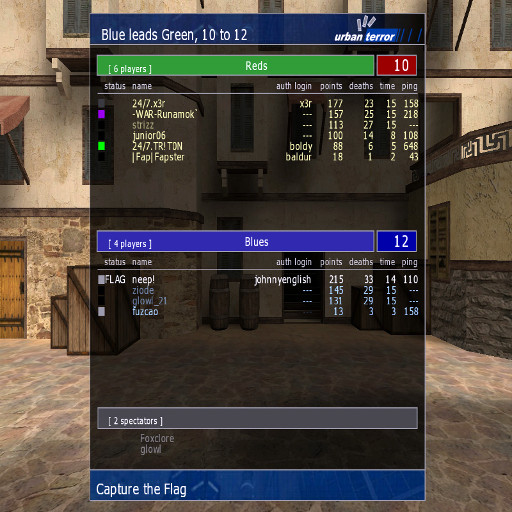 Blue leads Green, 10 to 12
urban terror
[ 6 players ] Reds 10
status name auth login points deaths time ping
24/7.x3r x3r 177 23 15 158
-WAR-Runamok` --- 157 25 15 218
strizz --- 113 27 15 ---
junior06 --- 100 14 8 108
24/7.TR!T0N boldy 88 6 5 648
|Fap|Fapster baldur 18 1 2 43
[ 4 players ] Blues 12
status name auth login points deaths time ping
FLAG neep! johnnyenglish 215 33 14 110
ziode --- 145 29 15 ---
glowl_21 --- 131 29 15 ---
fuzcao 13 3 3 158
[ 2 spectators ]
Foxclore
glowl
Capture the Flag